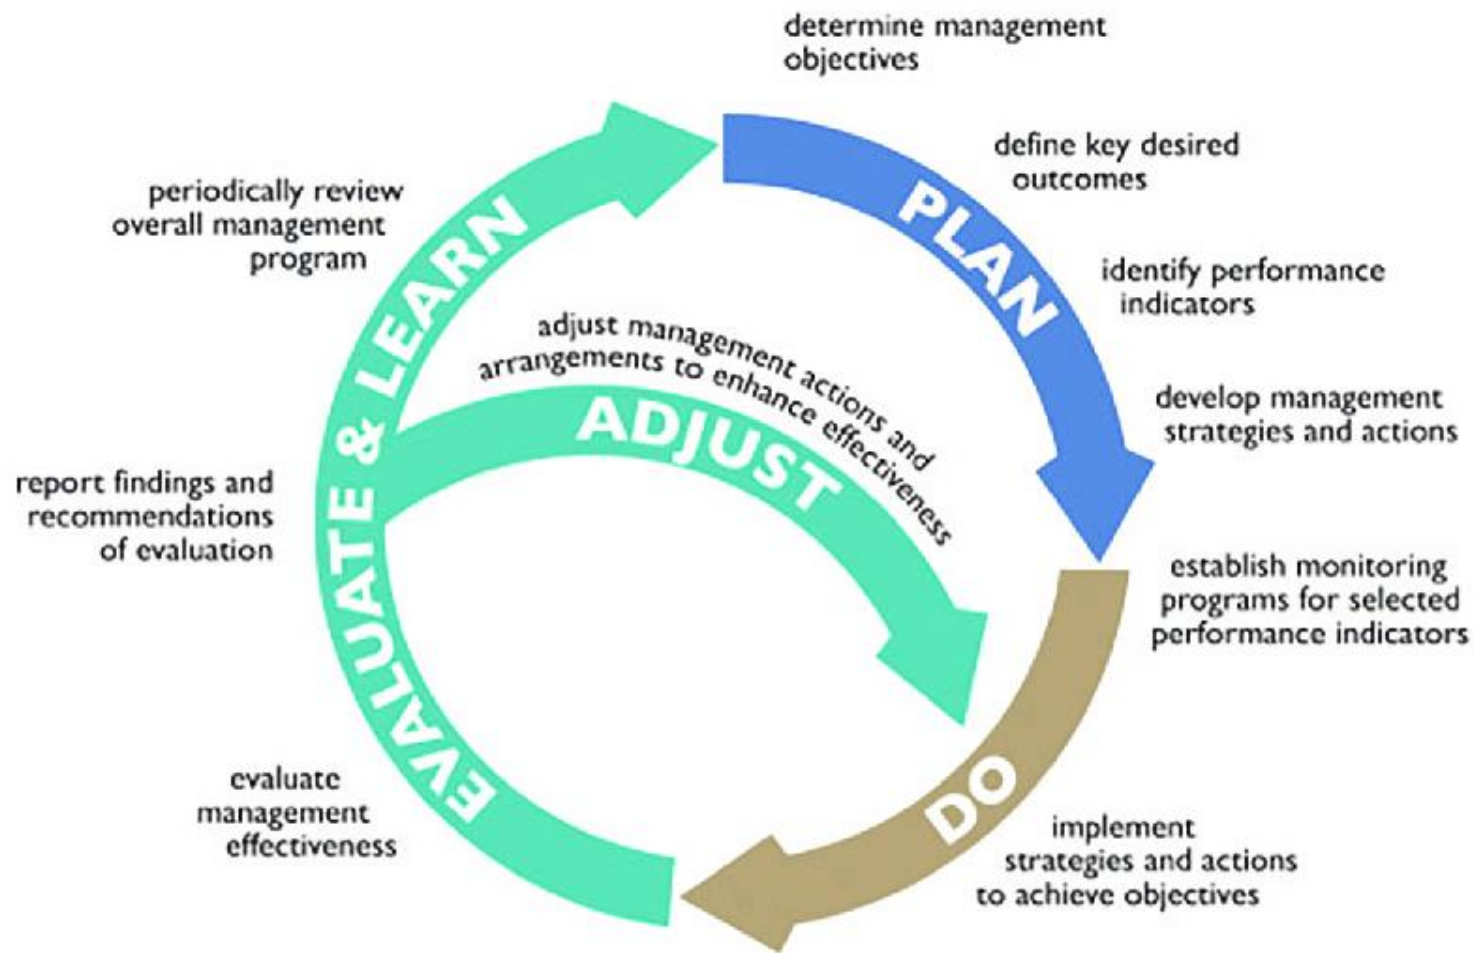 determine management
objectives
define key desired
outcomes
PLAN
identify performance
indicators
develop management
strategies and actions
establish monitoring
programs for selected
performance indicators
DO
implement
strategies and actions
to achieve objectives
evaluate
management
effectiveness
EVALUATE & LEARN
report findings and
recommendations
of evaluation
periodically review
overall management
program
adjust management actions and
arrangements to enhance effectiveness
ADJUST